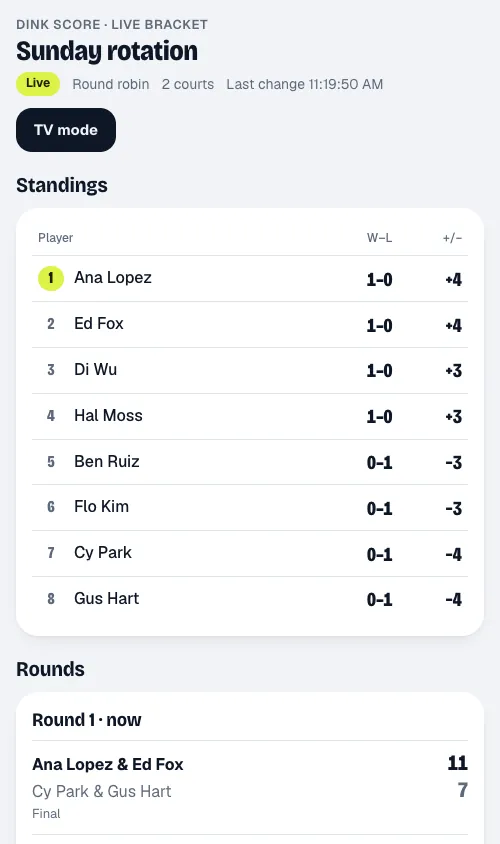 DINK SCORE · LIVE BRACKET
Sunday rotation
Live Round robin 2 courts Last change 11:19:50 AM
TV mode
Standings
Player W–L +/−
1 Ana Lopez 1–0 +4
2 Ed Fox 1–0 +4
3 Di Wu 1–0 +3
4 Hal Moss 1–0 +3
5 Ben Ruiz 0–1 −3
6 Flo Kim 0–1 −3
7 Cy Park 0–1 −4
8 Gus Hart 0–1 −4
Rounds
Round 1 · now
Ana Lopez & Ed Fox 11
Cy Park & Gus Hart 7
Final